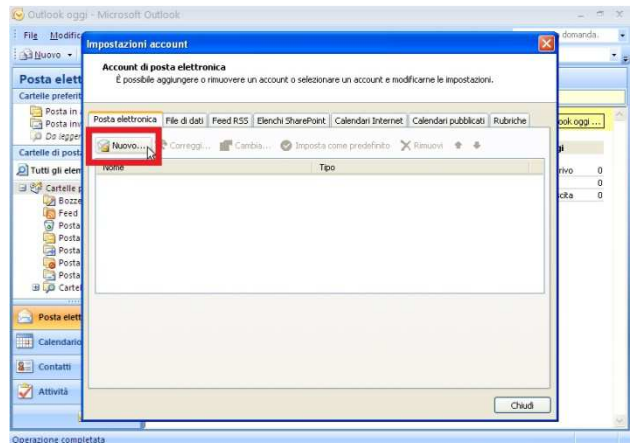 Outlook oggi - Microsoft Outlook
File Modific
domanda.
Nuovo
Impostazioni account
Account di posta elettronica
È possibile aggiungere o rimuovere un account o selezionare un account e modificarne le impostazioni.
Posta elett
Cartelle preferit
Posta in
Posta inv
Da legger
Cartelle di posta
Tutti gli elem
Cartelle p
Bozze
Feed
Posta
Posta
Posta
Posta
Posta
Cartel
Posta elettronica File di dati Feed RSS Elenchi SharePoint Calendari Internet Calendari pubblicati Rubriche
Nuovo... Correggi... Cambia... Imposta come predefinito Rimuovi
Nome Tipo
ook oggi ...
gi
rivo 0
0
scita 0
Posta elett
Calendario
Contatti
Attività
Chiudi
Operazione completata